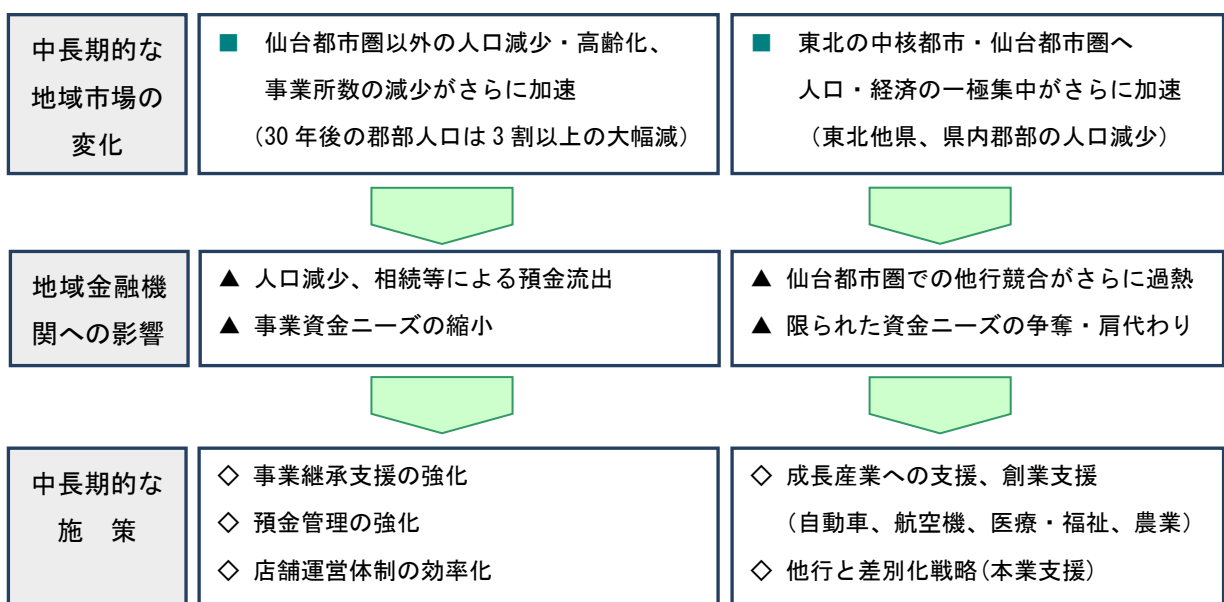 中長期的な
地域市場の
変化
■ 仙台都市圏以外の人口減少・高齢化、
事業所数の減少がさらに加速
(30年後の郡部人口は3割以上の大幅減)
■ 東北の中核都市・仙台都市圏へ
人口・経済の一極集中がさらに加速
(東北他県、県内郡部の人口減少)
地域金融機
関への影響
▲ 人口減少、相続等による預金流出
▲ 事業資金ニーズの縮小
▲ 仙台都市圏での他行競合がさらに過熱
▲ 限られた資金ニーズの争奪・肩代わり
中長期的な
施 策
◇ 事業継承支援の強化
◇ 預金管理の強化
◇ 店舗運営体制の効率化
◇ 成長産業への支援、創業支援
(自動車、航空機、医療・福祉、農業)
◇ 他行と差別化戦略(本業支援)